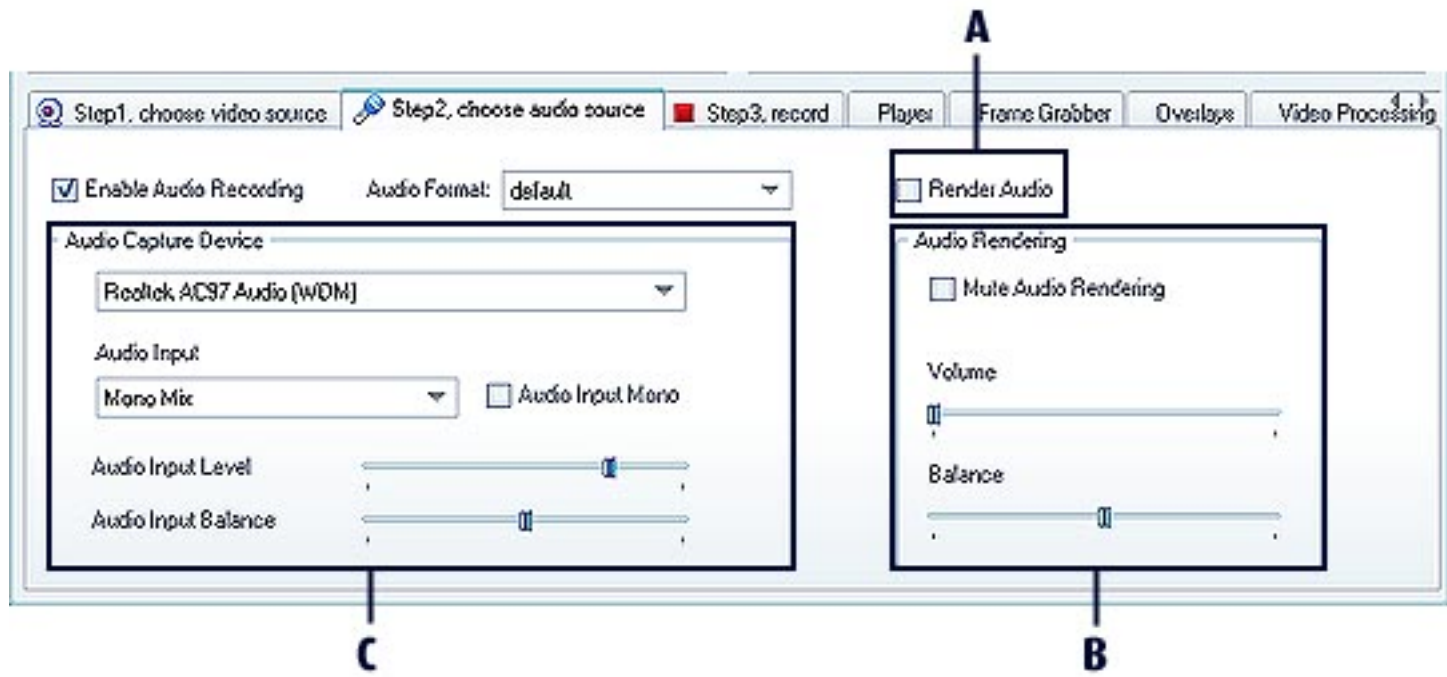 A
Step1, choose video source
Step2, choose audio source
Step3, record
Player
Frame Grabber
Overlays
Video Processing
Enable Audio Recording
Audio Format: default
Render Audio
Audio Capture Device
Realtek AC97 Audio (WDM)
Audio Input
Mono Mix
Audio Input Mono
Audio Input Level
Audio Input Balance
Audio Rendering
Mute Audio Rendering
Volume
Balance
C
B